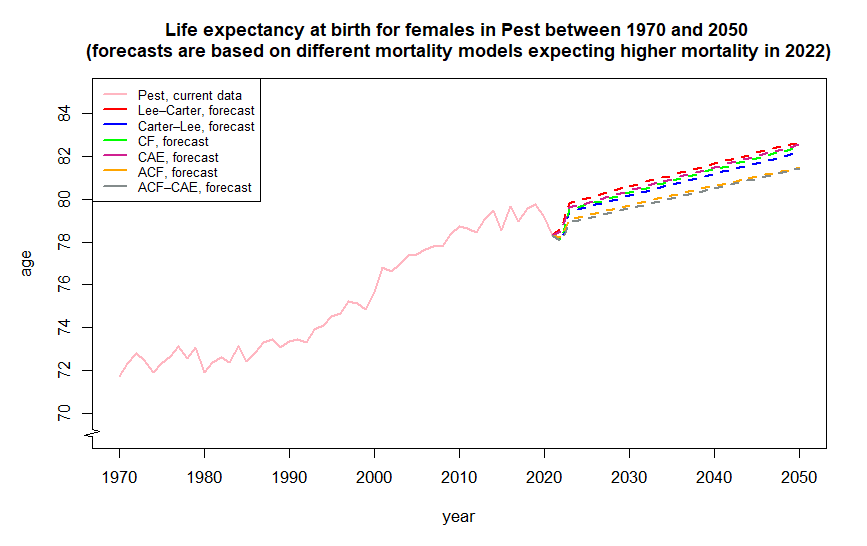 Life expectancy at birth for females in Pest between 1970 and 2050
(forecasts are based on different mortality models expecting higher mortality in 2022)
Pest, current data
Lee–Carter, forecast
Carter–Lee, forecast
CF, forecast
CAE, forecast
ACF, forecast
ACF–CAE, forecast
84
82
80
78
76
74
72
70
age
1970 1980 1990 2000 2010 2020 2030 2040 2050
year